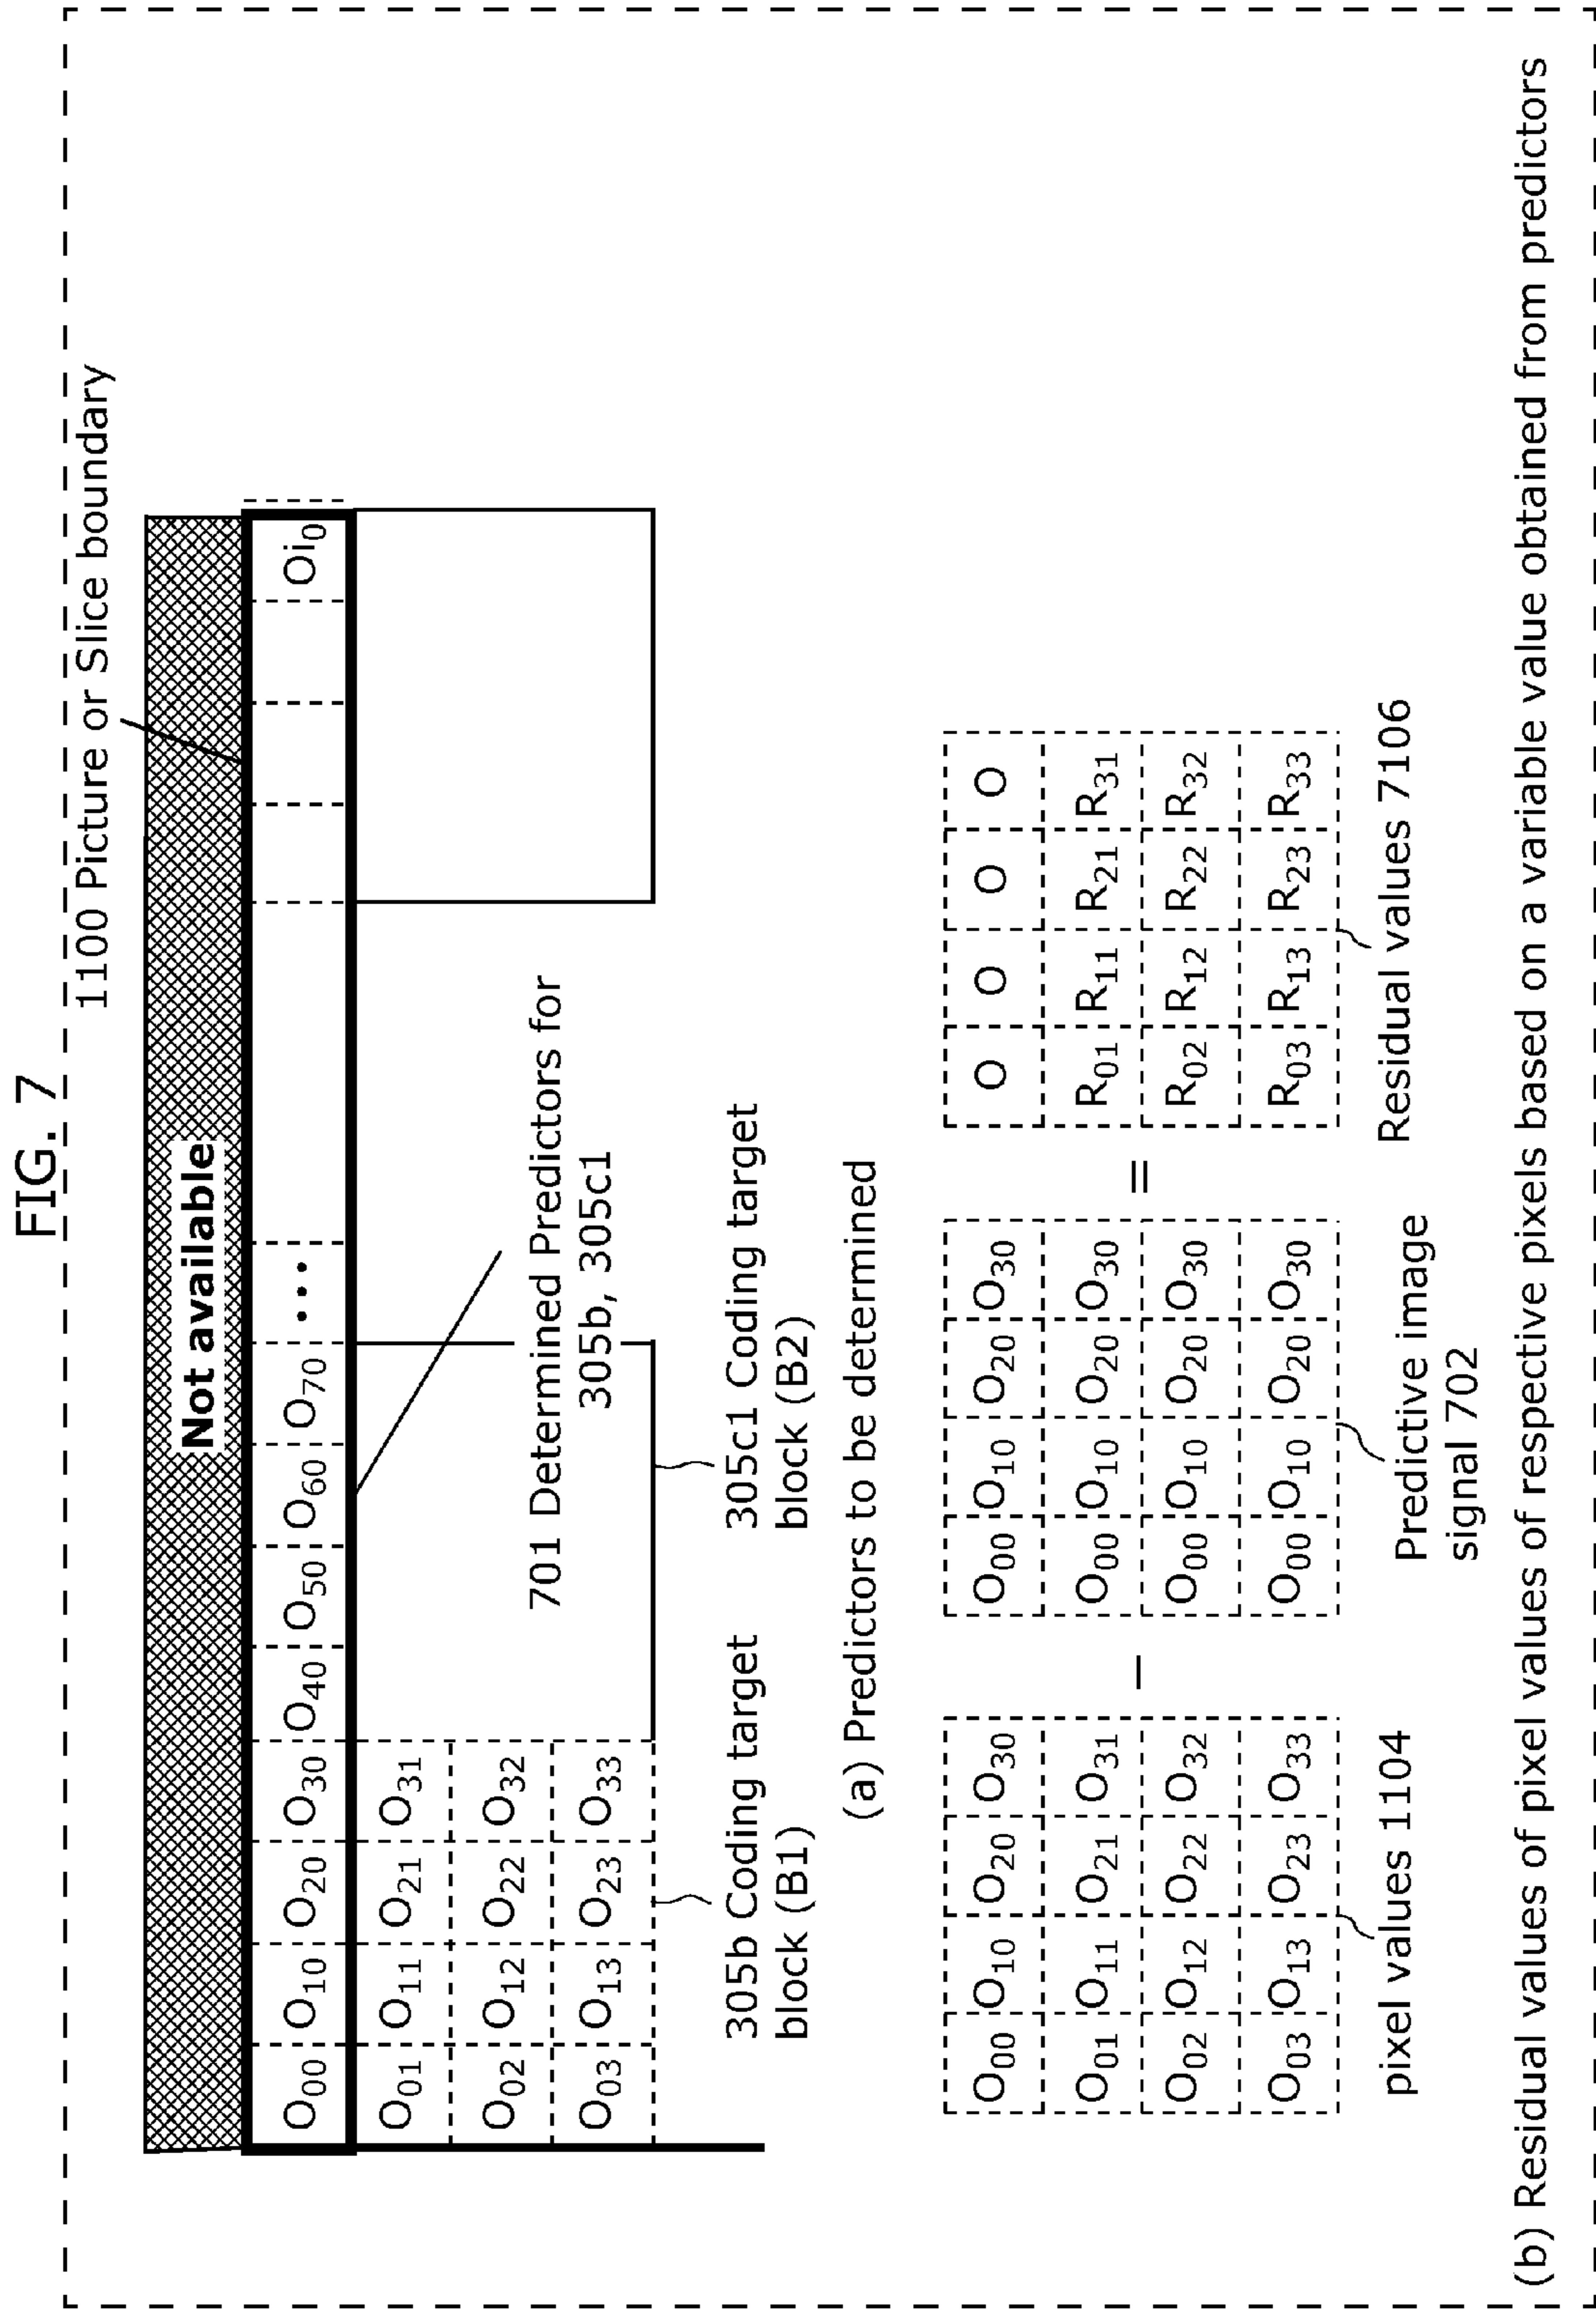 FIG. 7
1100 Picture or Slice boundary
Not available
O₀₀ O₁₀ O₂₀ O₃₀ O₄₀ O₅₀ O₆₀ O₇₀ ••• Oi₀
O₀₁ O₁₁ O₂₁ O₃₁
O₀₂ O₁₂ O₂₂ O₃₂
O₀₃ O₁₃ O₂₃ O₃₃
701 Determined Predictors for
305b, 305c1
305b Coding target
block (B1)
305c1 Coding target
block (B2)
(a) Predictors to be determined
O₀₀ O₁₀ O₂₀ O₃₀
O₀₁ O₁₁ O₂₁ O₃₁
O₀₂ O₁₂ O₂₂ O₃₂
O₀₃ O₁₃ O₂₃ O₃₃
pixel values 1104
−
O₀₀ O₁₀ O₂₀ O₃₀
O₀₀ O₁₀ O₂₀ O₃₀
O₀₀ O₁₀ O₂₀ O₃₀
O₀₀ O₁₀ O₂₀ O₃₀
Predictive image
signal 702
=
O O O O
R₀₁ R₁₁ R₂₁ R₃₁
R₀₂ R₁₂ R₂₂ R₃₂
R₀₃ R₁₃ R₂₃ R₃₃
Residual values 7106
(b) Residual values of pixel values of respective pixels based on a variable value obtained from predictors